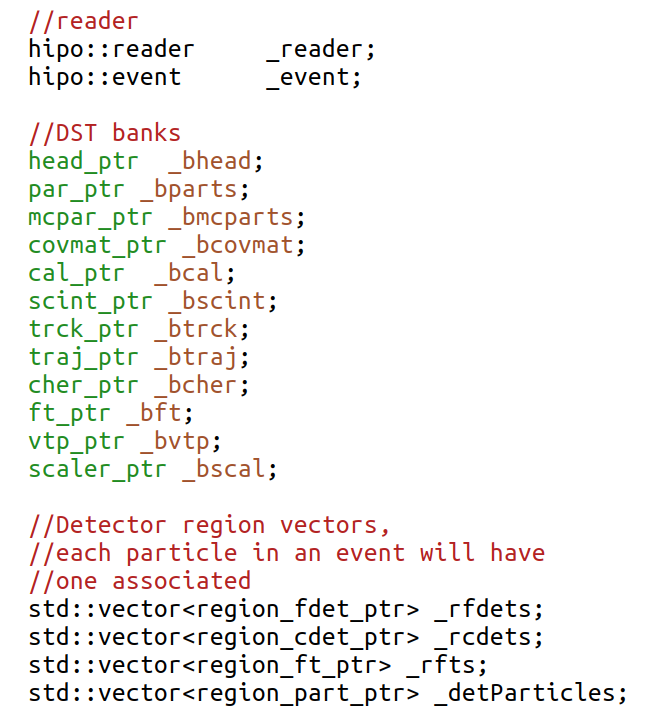 //reader
hipo::reader     _reader;
hipo::event      _event;

//DST banks
head_ptr  _bhead;
par_ptr _bparts;
mcpar_ptr _bmcparts;
covmat_ptr _bcovmat;
cal_ptr  _bcal;
scint_ptr _bscint;
trck_ptr _btrck;
traj_ptr _btraj;
cher_ptr _bcher;
ft_ptr _bft;
vtp_ptr _bvtp;
scaler_ptr _bscal;

//Detector region vectors,
//each particle in an event will have
//one associated
std::vector<region_fdet_ptr> _rfdets;
std::vector<region_cdet_ptr> _rcdets;
std::vector<region_ft_ptr> _rfts;
std::vector<region_part_ptr> _detParticles;